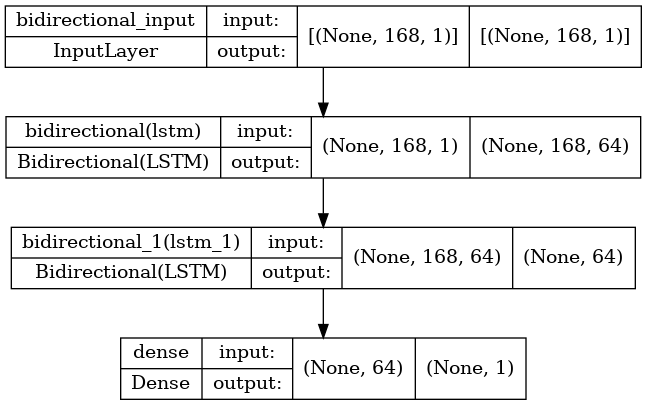 bidirectional_input input: [(None, 168, 1)] [(None, 168, 1)]
InputLayer output:
bidirectional(lstm) input: (None, 168, 1) (None, 168, 64)
Bidirectional(LSTM) output:
bidirectional_1(lstm_1) input: (None, 168, 64) (None, 64)
Bidirectional(LSTM) output:
dense input: (None, 64) (None, 1)
Dense output: